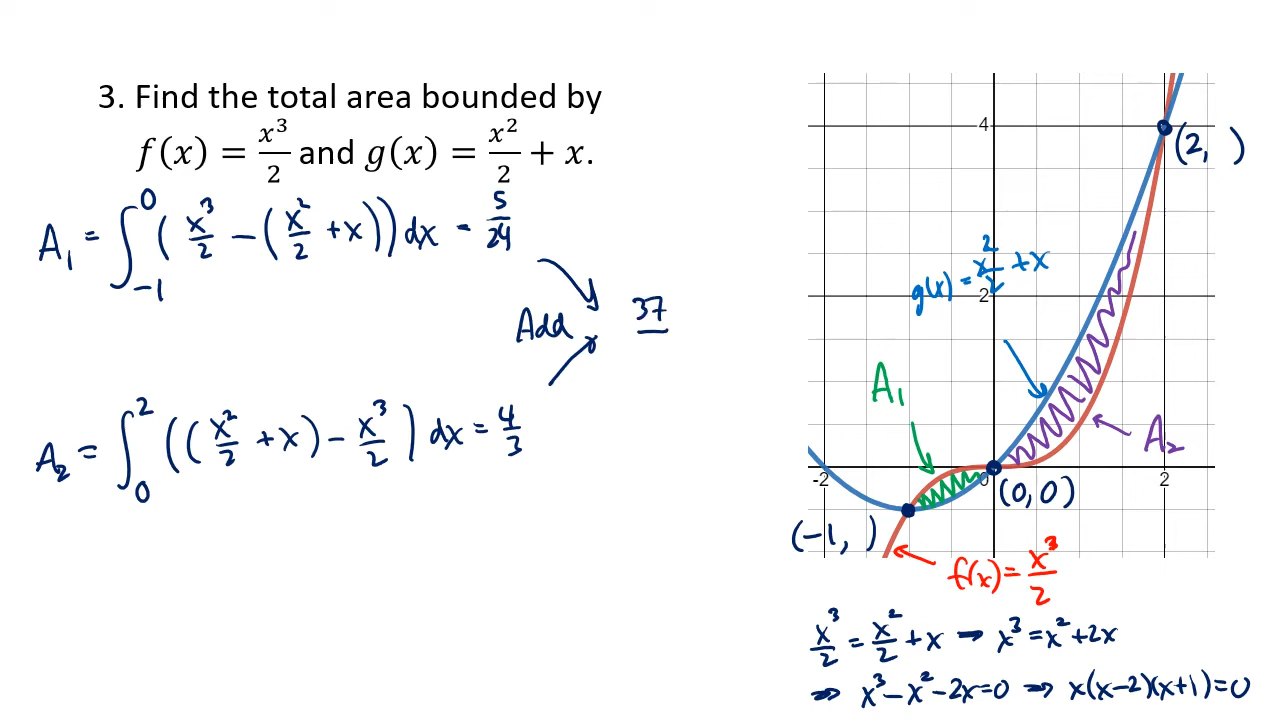 3. Find the total area bounded by
f(x) = x³/2 and g(x) = x²/2 + x.
A₁ = ∫₋₁⁰ (x³/2 − (x²/2 + x)) dx = 5/24
Add 37
A₂ = ∫₀² ((x²/2 + x) − x³/2) dx = 4/3
4
(2, )
g(x) = x²/2 + x
2
A₁
A₂
-2 0 2
(0,0)
(−1, )
f(x) = x³/2
x³/2 = x²/2 + x → x³ = x² + 2x
⇒ x³ − x² − 2x = 0 ⇒ x(x−2)(x+1) = 0